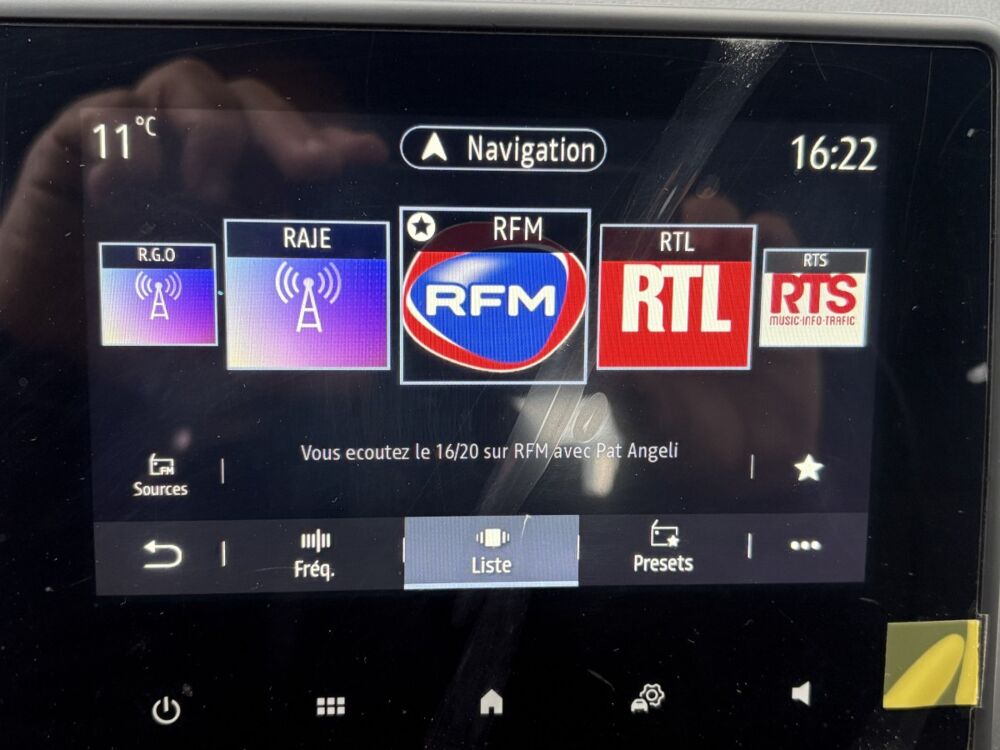 11°C
Navigation
16:22
R.G.O
RAJE
RFM
RTL
RTS
RFM
RTL
RTS
MUSIC·INFO·TRAFIC
Vous ecoutez le 16/20 sur RFM avec Pat Angeli
FM
Sources
Fréq.
Liste
Presets